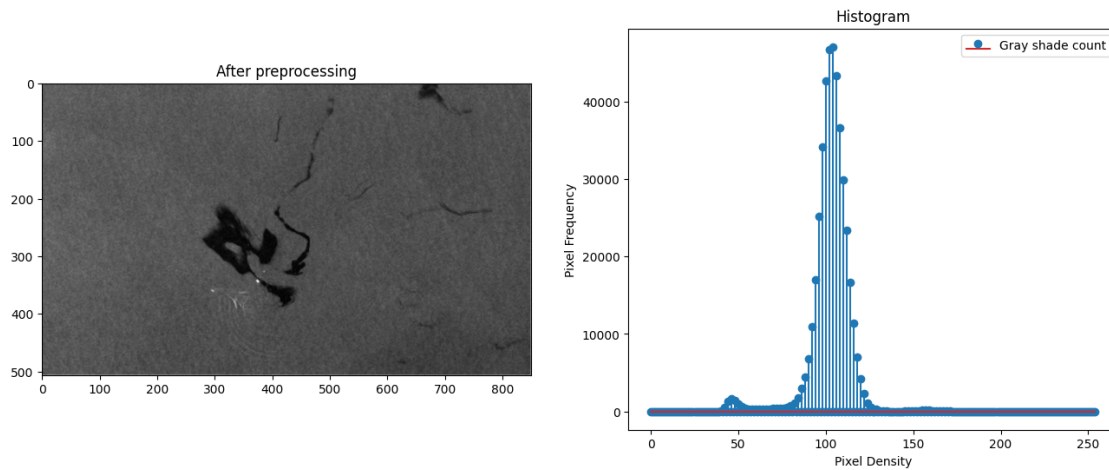 After preprocessing
0
100
200
300
400
500
0 100 200 300 400 500 600 700 800
Histogram
Gray shade count
Pixel Frequency
40000
30000
20000
10000
0
0 50 100 150 200 250
Pixel Density